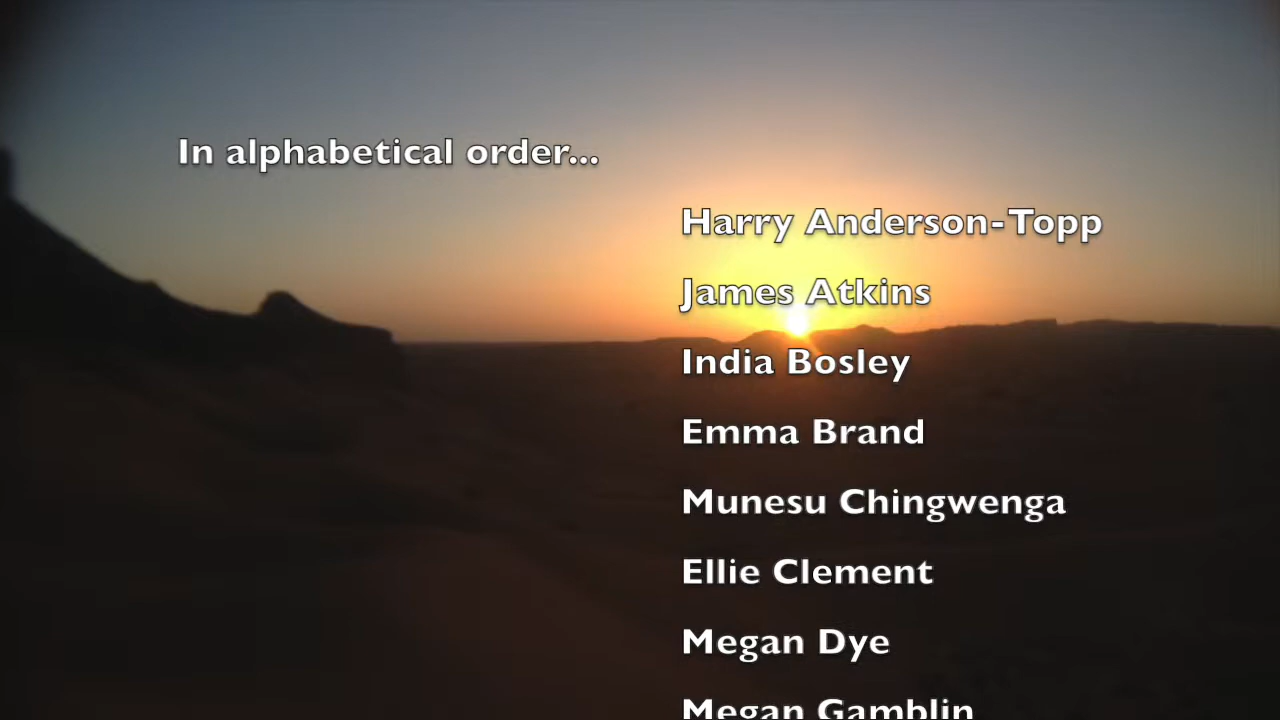 In alphabetical order...
Harry Anderson-Topp
James Atkins
India Bosley
Emma Brand
Munesu Chingwenga
Ellie Clement
Megan Dye
Megan Gamblin